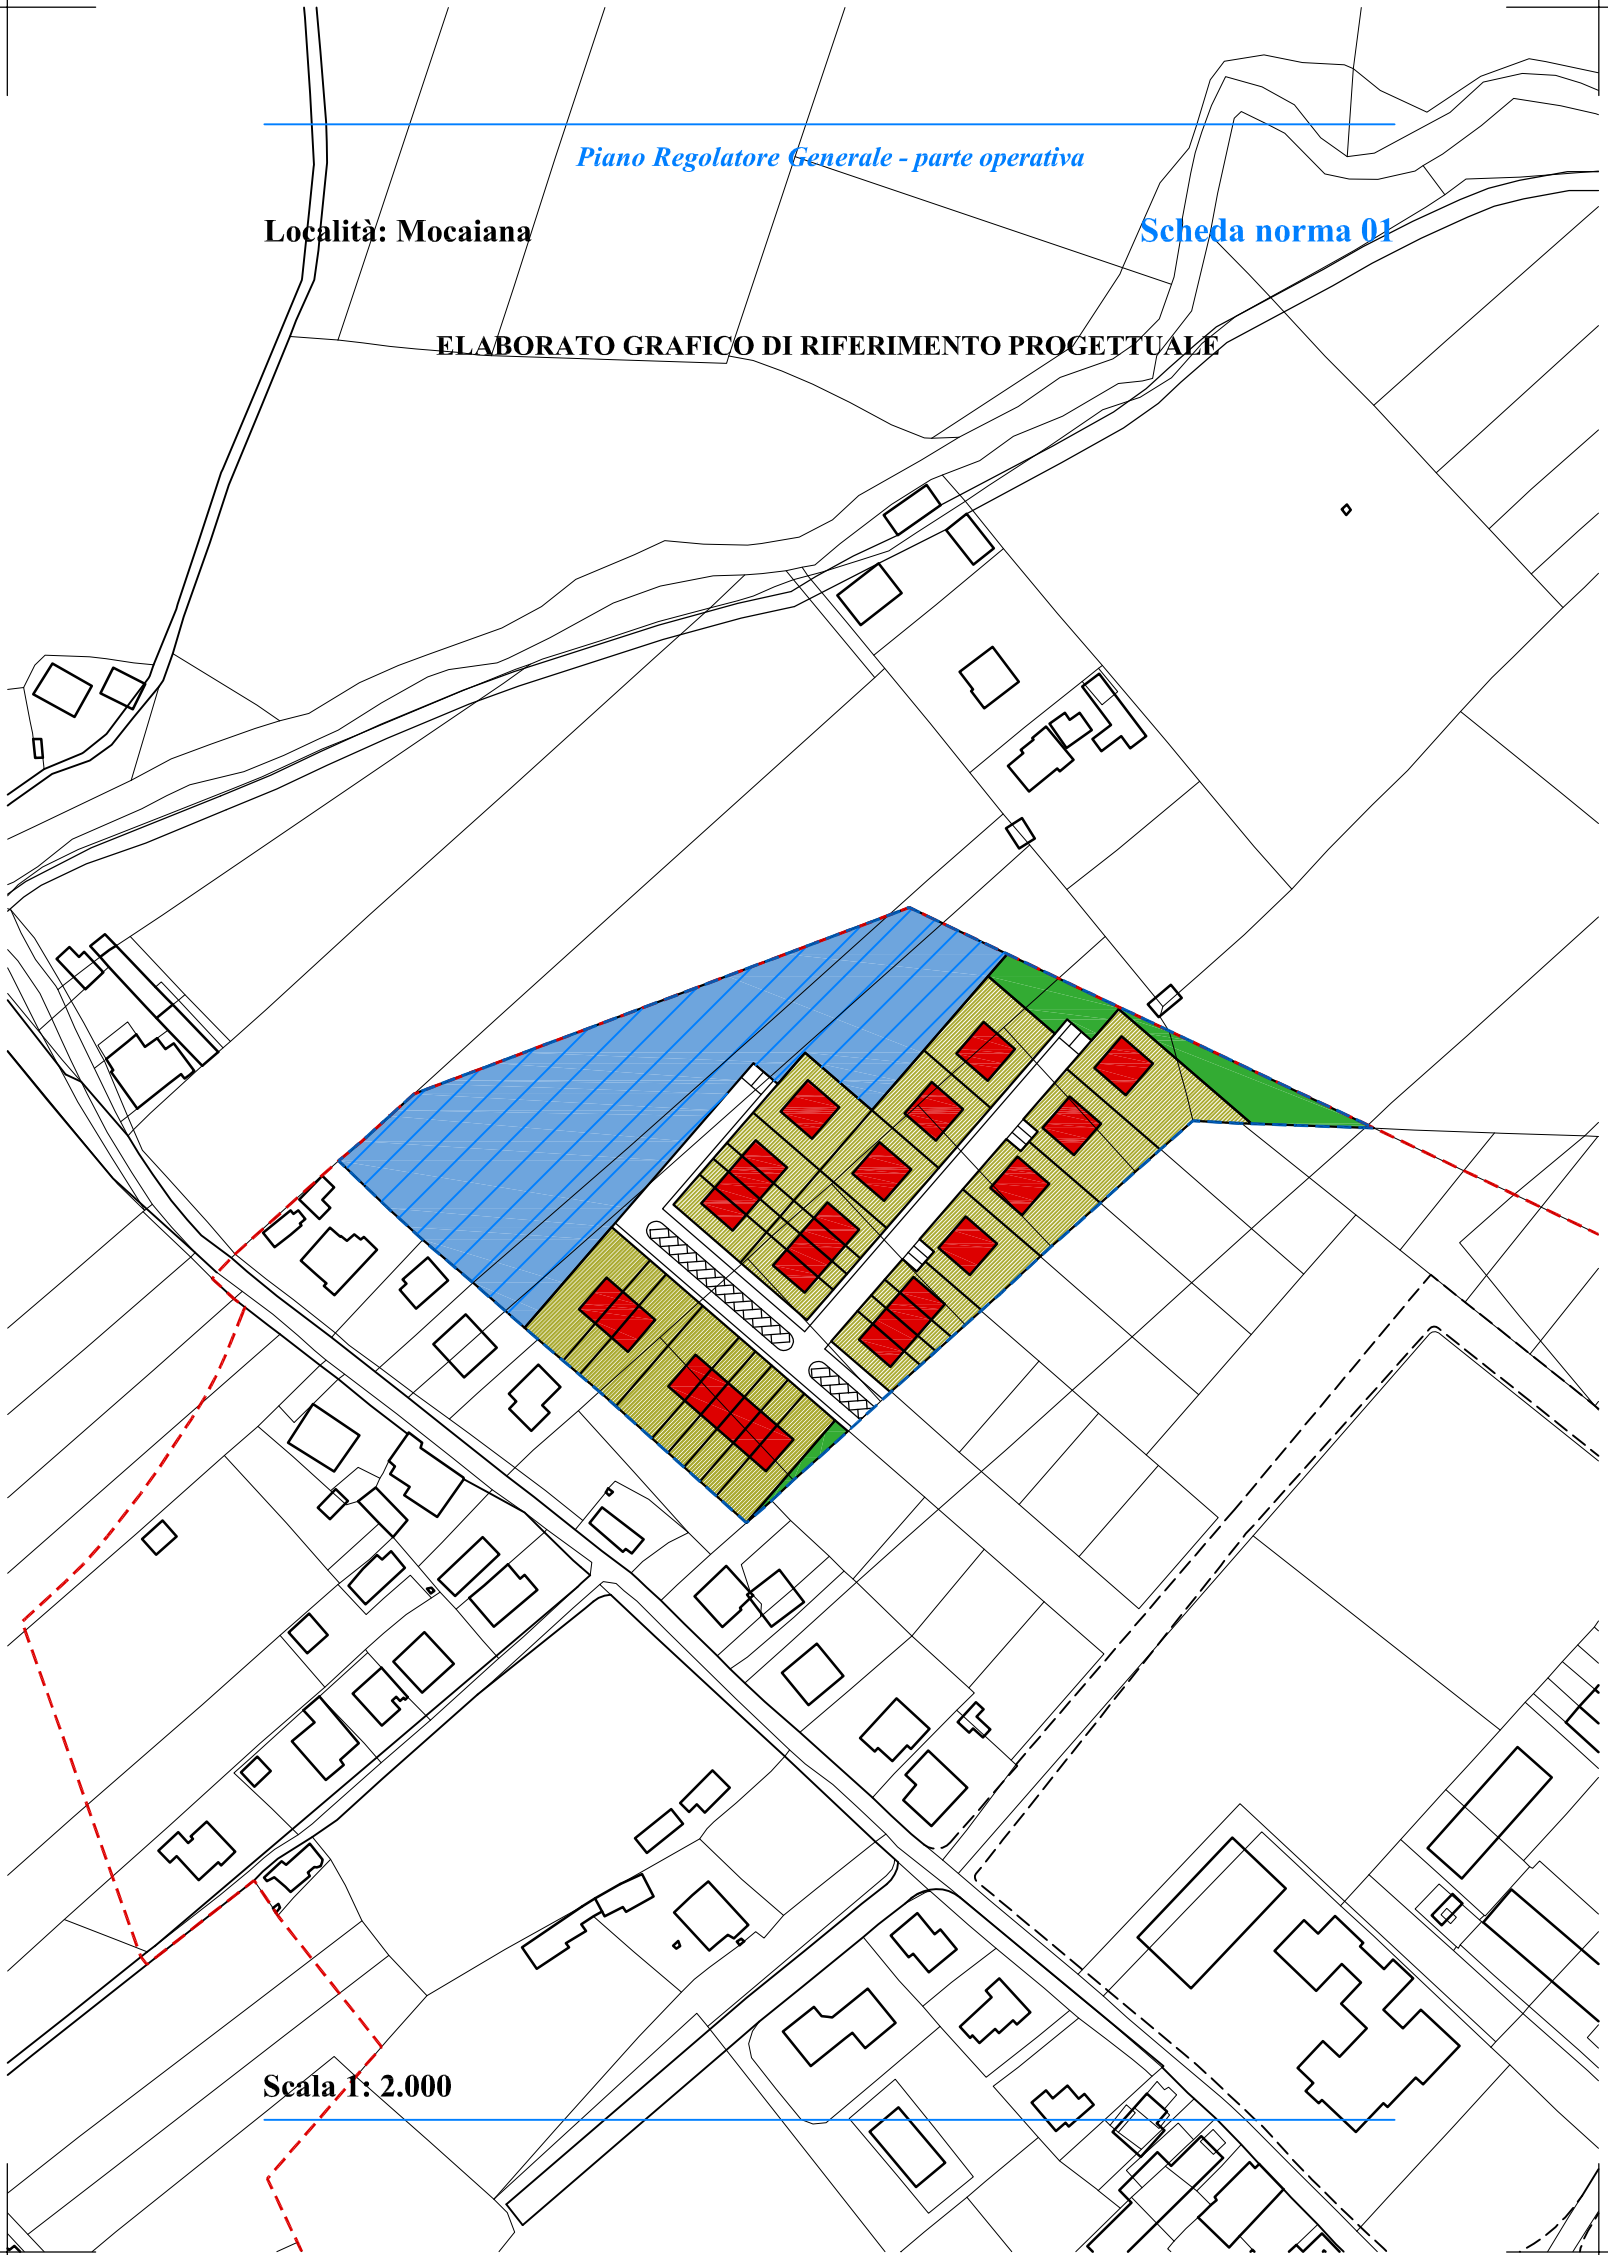 Piano Regolatore Generale - parte operativa
Località: Mocaiana
Scheda norma 01
ELABORATO GRAFICO DI RIFERIMENTO PROGETTUALE
Scala 1: 2.000